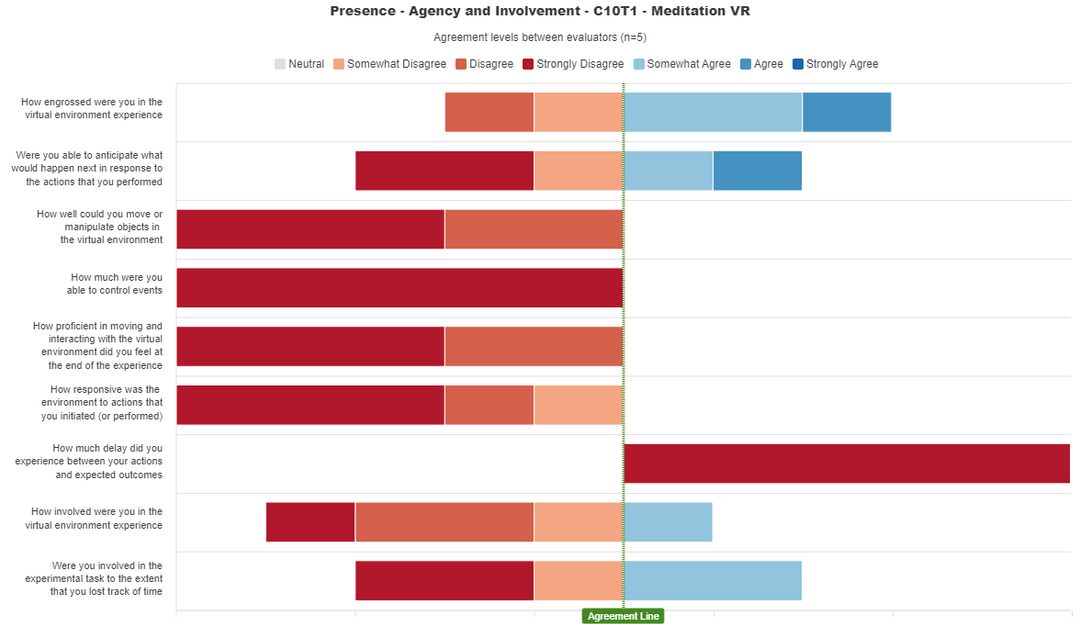 Presence - Agency and Involvement - C10T1 - Meditation VR
Agreement levels between evaluators (n=5)
Neutral Somewhat Disagree Disagree Strongly Disagree Somewhat Agree Agree Strongly Agree
How engrossed were you in the
virtual environment experience
Were you able to anticipate what
would happen next in response to
the actions that you performed
How well could you move or
manipulate objects in
the virtual environment
How much were you
able to control events
How proficient in moving and
interacting with the virtual
environment did you feel at
the end of the experience
How responsive was the
environment to actions that
you initiated (or performed)
How much delay did you
experience between your actions
and expected outcomes
How involved were you in the
virtual environment experience
Were you involved in the
experimental task to the extent
that you lost track of time
Agreement Line